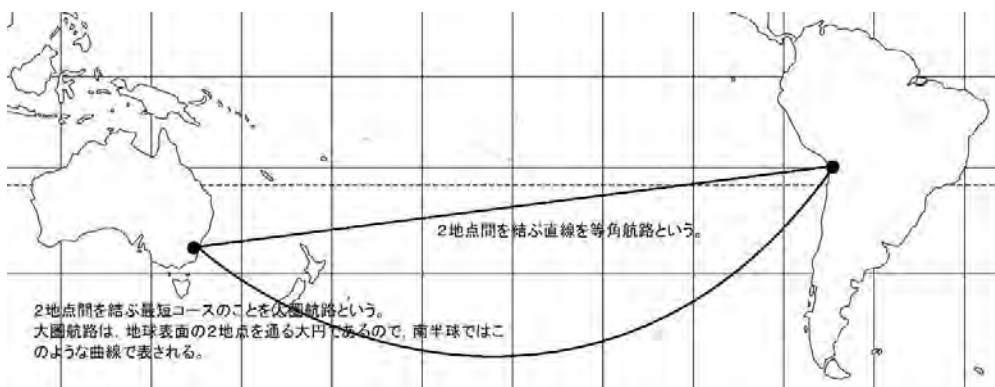 2地点間を結ぶ直線を等角航路という。
2地点間を結ぶ最短コースのことを大圏航路という。
大圏航路は，地球表面の2地点を通る大円であるので，南半球ではこ
のような曲線で表される。